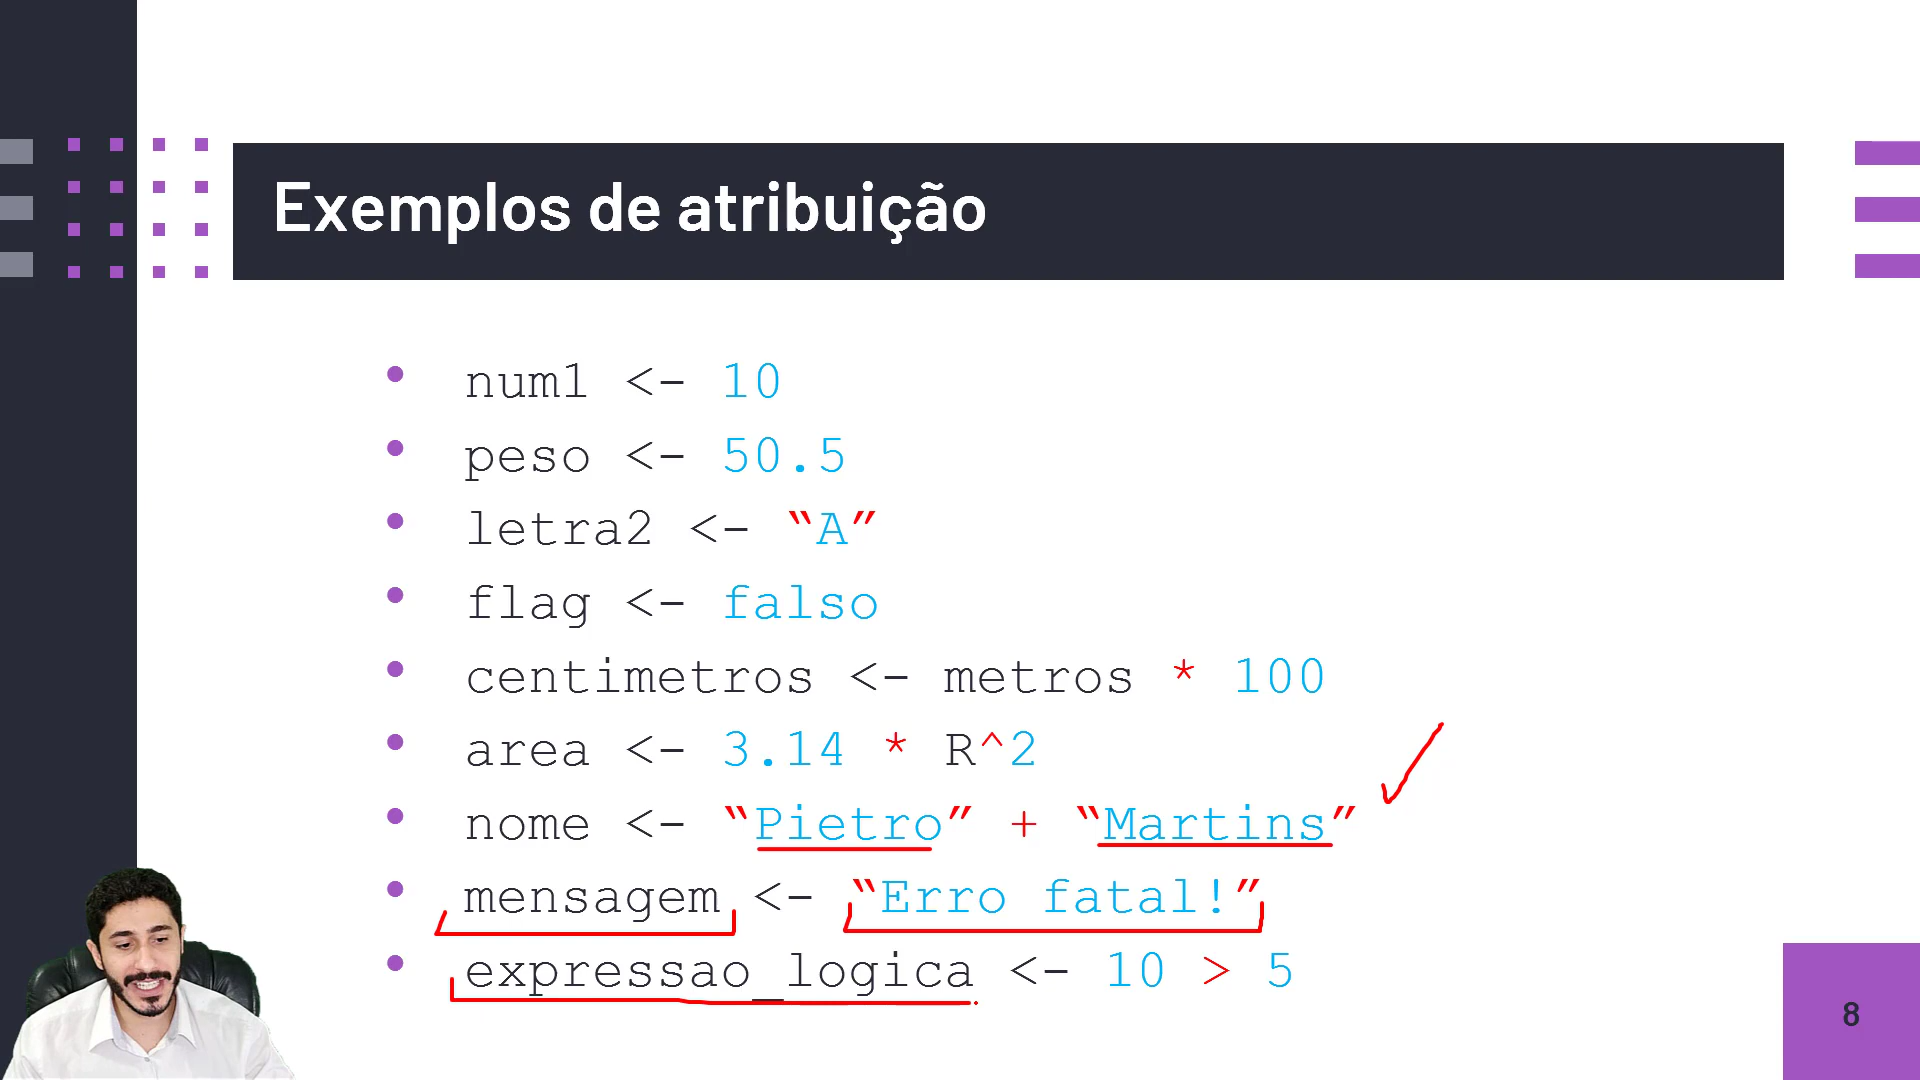 Exemplos de atribuição
• num1 <- 10
• peso <- 50.5
• letra2 <- “A”
• flag <- falso
• centimetros <- metros * 100
• area <- 3.14 * R^2
• nome <- “Pietro” + “Martins”
• mensagem <- “Erro fatal!”
• expressao_logica <- 10 > 5
8